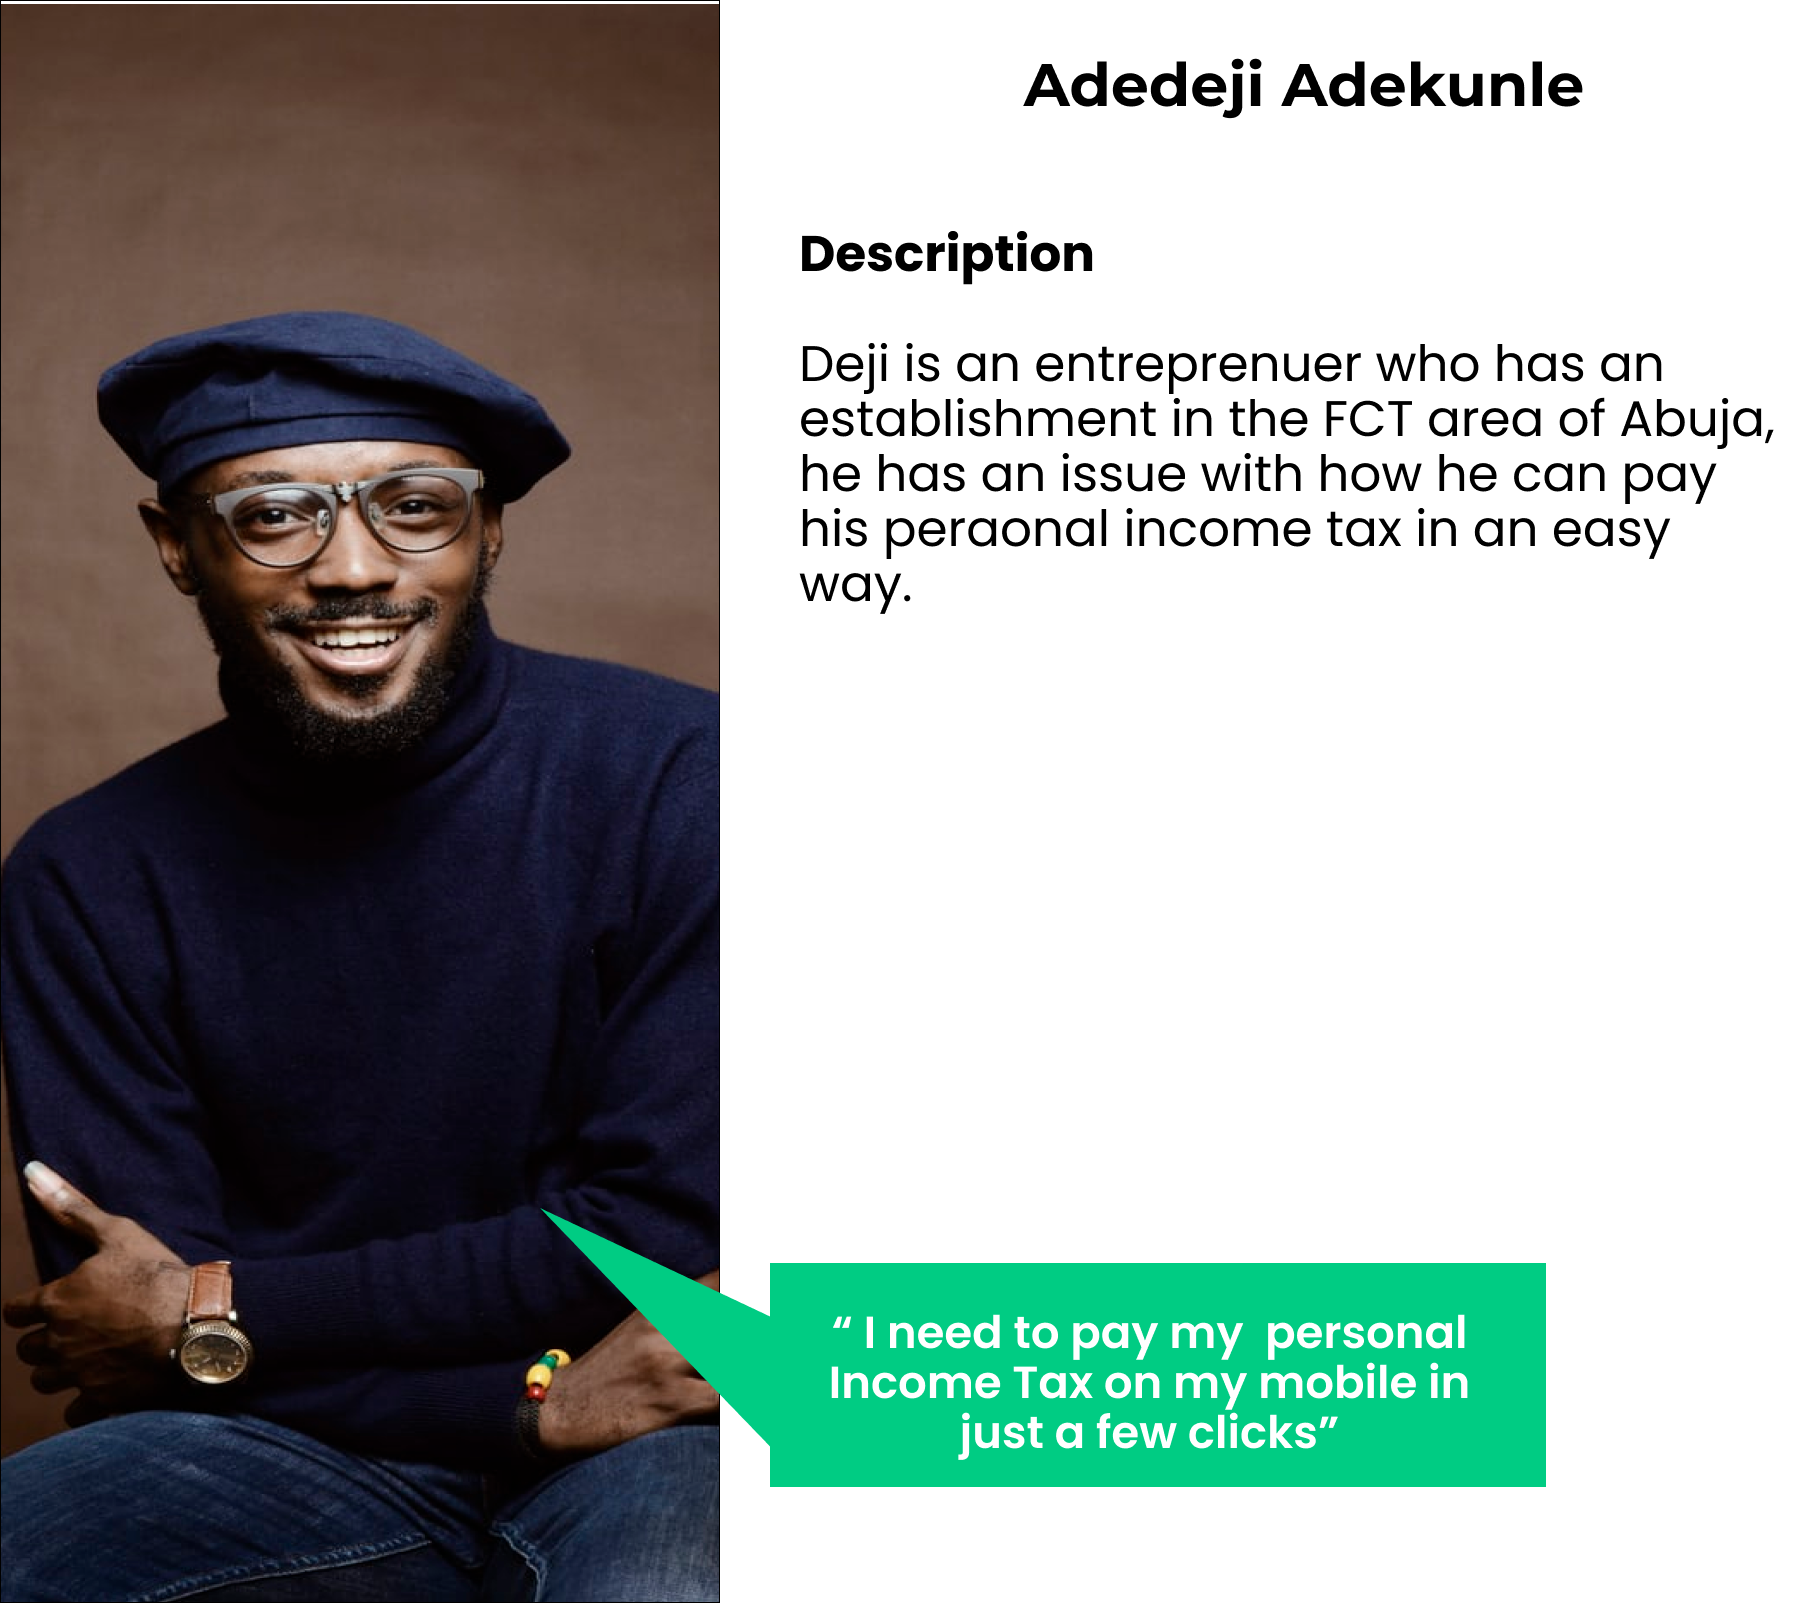 Adedeji Adekunle
Description
Deji is an entreprenuer who has an
establishment in the FCT area of Abuja,
he has an issue with how he can pay
his peraonal income tax in an easy
way.
“ I need to pay my  personal
Income Tax on my mobile in
just a few clicks”